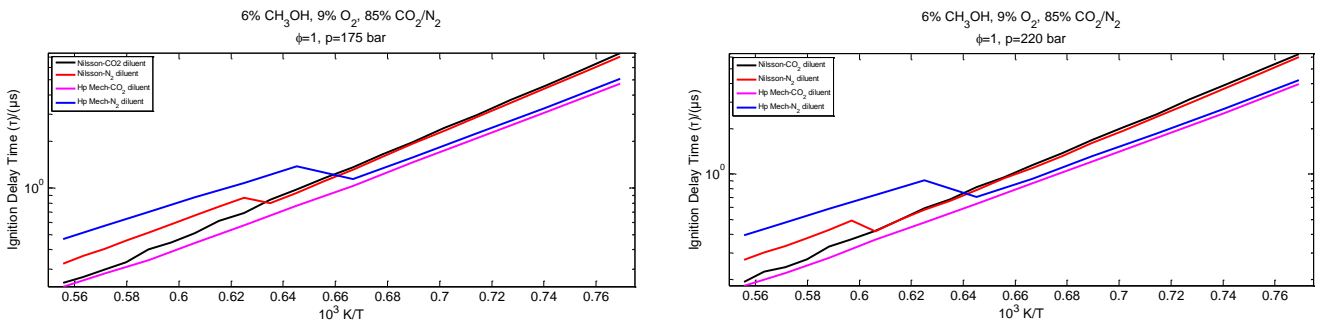 6% CH3OH, 9% O2, 85% CO2/N2
ϕ=1, p=175 bar
Nilsson-CO2 diluent
Nilsson-N2 diluent
Hp Mech-CO2 diluent
Hp Mech-N2 diluent
Ignition Delay Time (τ)/(μs)
10^0
0.56 0.58 0.6 0.62 0.64 0.66 0.68 0.7 0.72 0.74 0.76
10^3 K/T
6% CH3OH, 9% O2, 85% CO2/N2
ϕ=1, p=220 bar
Nilsson-CO2 diluent
Nilsson-N2 diluent
Hp Mech-CO2 diluent
Hp Mech-N2 diluent
Ignition Delay Time (τ)/(μs)
10^0
0.56 0.58 0.6 0.62 0.64 0.66 0.68 0.7 0.72 0.74 0.76
10^3 K/T